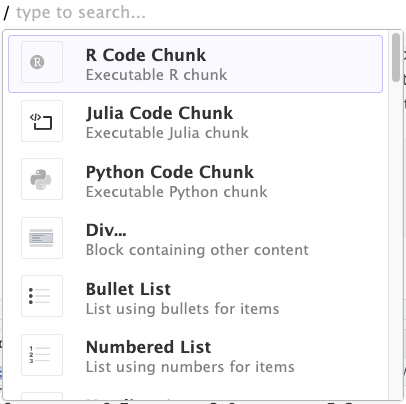 / type to search...
R Code Chunk
Executable R chunk
Julia Code Chunk
Executable Julia chunk
Python Code Chunk
Executable Python chunk
Div...
Block containing other content
Bullet List
List using bullets for items
Numbered List
List using numbers for items